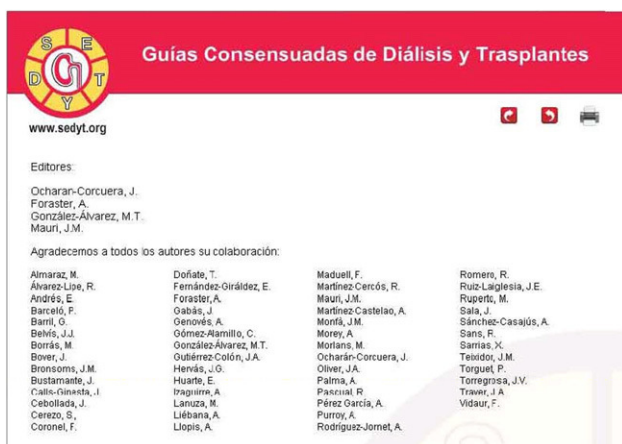 S E D T Y
Guías Consensuadas de Diálisis y Trasplantes
www.sedyt.org
Editores:
Ocharan-Corcuera, J.
Foraster, A.
González-Álvarez, M.T.
Mauri, J.M.
Agradecemos a todos los autores su colaboración:
Almaraz, M.
Álvarez-Lipe, R.
Andrés, E.
Barceló, P.
Barril, G.
Belvís, J.J.
Borrás, M.
Bover, J.
Bronsoms, J.M.
Bustamante, J.
Calls-Ginesta, J.
Cebollada, J.
Cerezo, S,
Coronel, F.
Doñate, T.
Fernández-Giráldez, E.
Foraster, A.
Gabás, J.
Genovés, A.
Gómez-Alamillo, C.
González-Álvarez, M.T.
Gutiérrez-Colón, J.A.
Hervás, J.G.
Huarte, E.
Izaguirre, A.
Lanuza, M.
Liébana, A.
Llopis, A.
Maduell, F.
Martínez-Cercós, R.
Mauri, J.M.
Martínez-Castelao, A.
Monfá, J.M.
Morey, A.
Morlans, M.
Ocharán-Corcuera, J.
Oliver, J.A.
Palma, A.
Pascual, R.
Pérez García, A.
Purroy, A.
Rodríguez-Jornet, A.
Romero, R.
Ruiz-Laiglesia, J.E.
Ruperto, M.
Sala, J.
Sánchez-Casajús, A.
Sans, R.
Sarrias, X.
Teixidor, J.M.
Torguet, P.
Torregrosa, J.V.
Traver, J.A.
Vidaur, F.